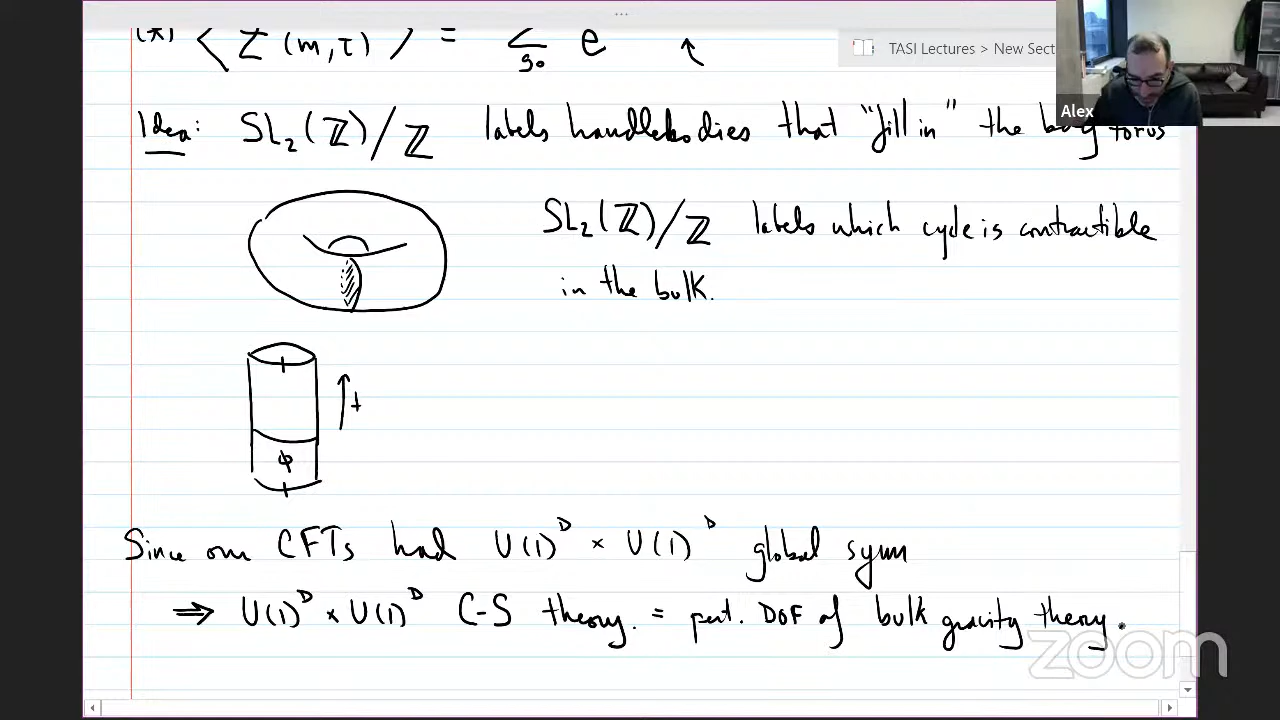 (*) ⟨ Z (m, τ) ⟩ = Σ e
go
TASI Lectures > New Sect
Alex
Idea: SL₂(ℤ)/ℤ labels handlebodies that "fill in" the bdy torus
SL₂(ℤ)/ℤ labels which cycle is contractible
in the bulk.
t
Since our CFTs had U(1)ᴰ × U(1)ᴰ global symm
⇒ U(1)ᴰ × U(1)ᴰ C-S theory. = pert. DOF of bulk gravity theory.
zoom